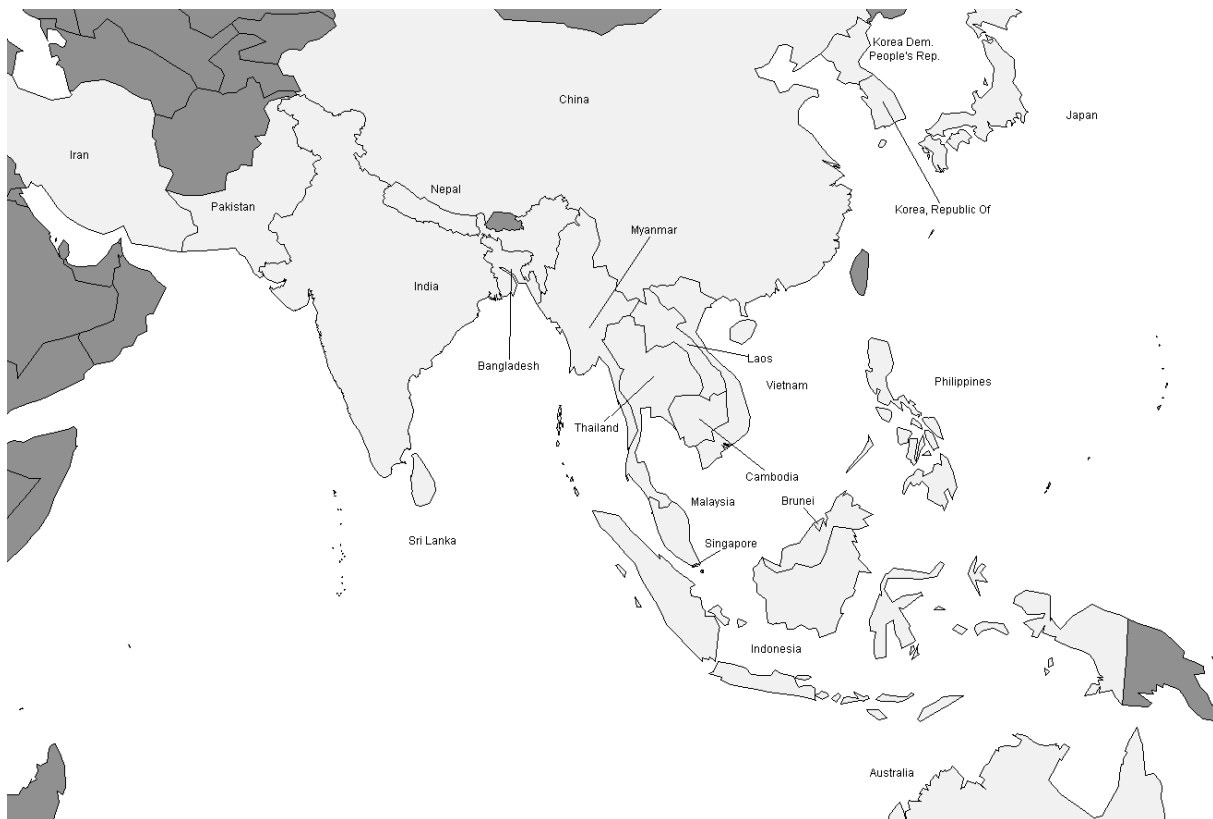 Korea Dem.
People's Rep.
China
Japan
Iran
Nepal
Pakistan
Korea, Republic Of
Myanmar
India
Laos
Bangladesh
Vietnam
Philippines
Thailand
Cambodia
Malaysia
Brunei
Sri Lanka
Singapore
Indonesia
Australia